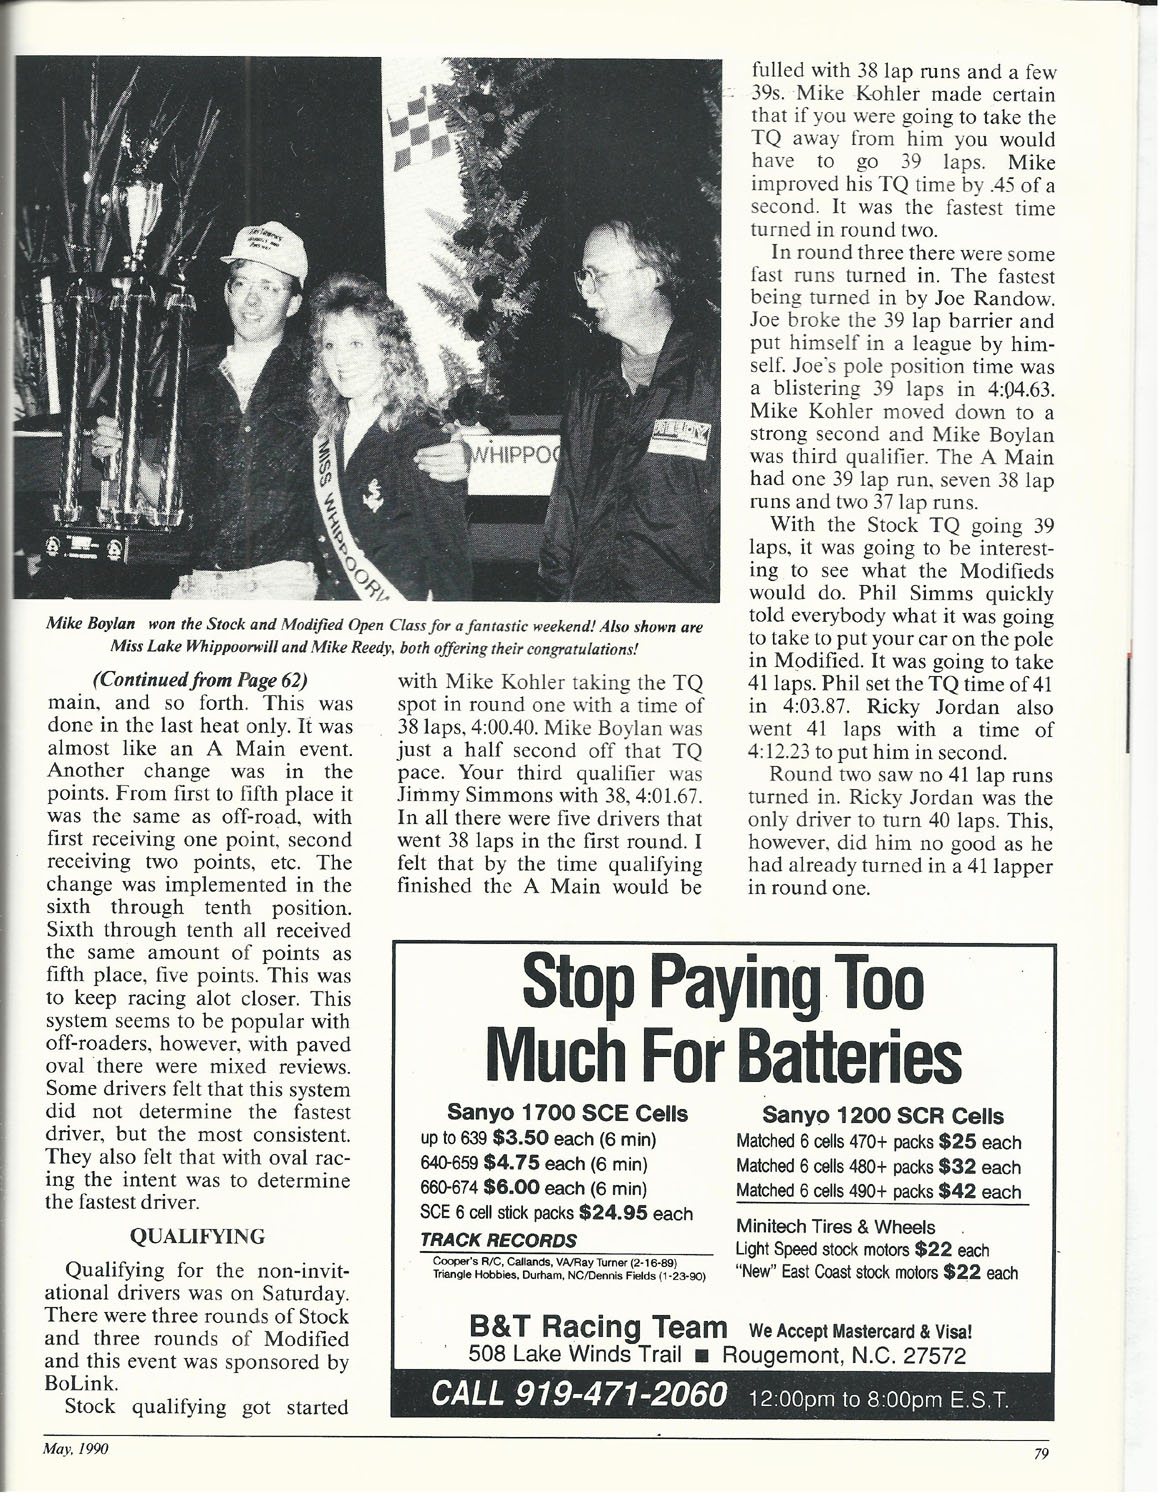 MISS WHIPPOORW
WHIPPO
Mike Boylan won the Stock and Modified Open Class for a fantastic weekend! Also shown are
Miss Lake Whippoorwill and Mike Reedy, both offering their congratulations!
(Continued from Page 62)
main, and so forth. This was
done in the last heat only. It was
almost like an A Main event.
Another change was in the
points. From first to fifth place it
was the same as off-road, with
first receiving one point, second
receiving two points, etc. The
change was implemented in the
sixth through tenth position.
Sixth through tenth all received
the same amount of points as
fifth place, five points. This was
to keep racing alot closer. This
system seems to be popular with
off-roaders, however, with paved
oval there were mixed reviews.
Some drivers felt that this system
did not determine the fastest
driver, but the most consistent.
They also felt that with oval rac-
ing the intent was to determine
the fastest driver.
QUALIFYING
Qualifying for the non-invit-
ational drivers was on Saturday.
There were three rounds of Stock
and three rounds of Modified
and this event was sponsored by
BoLink.
Stock qualifying got started
with Mike Kohler taking the TQ
spot in round one with a time of
38 laps, 4:00.40. Mike Boylan was
just a half second off that TQ
pace. Your third qualifier was
Jimmy Simmons with 38, 4:01.67.
In all there were five drivers that
went 38 laps in the first round. I
felt that by the time qualifying
finished the A Main would be
fulled with 38 lap runs and a few
39s. Mike Kohler made certain
that if you were going to take the
TQ away from him you would
have to go 39 laps. Mike
improved his TQ time by .45 of a
second. It was the fastest time
turned in round two.
In round three there were some
fast runs turned in. The fastest
being turned in by Joe Randow.
Joe broke the 39 lap barrier and
put himself in a league by him-
self. Joe's pole position time was
a blistering 39 laps in 4:04.63.
Mike Kohler moved down to a
strong second and Mike Boylan
was third qualifier. The A Main
had one 39 lap run, seven 38 lap
runs and two 37 lap runs.
With the Stock TQ going 39
laps, it was going to be interest-
ing to see what the Modifieds
would do. Phil Simms quickly
told everybody what it was going
to take to put your car on the pole
in Modified. It was going to take
41 laps. Phil set the TQ time of 41
in 4:03.87. Ricky Jordan also
went 41 laps with a time of
4:12.23 to put him in second.
Round two saw no 41 lap runs
turned in. Ricky Jordan was the
only driver to turn 40 laps. This,
however, did him no good as he
had already turned in a 41 lapper
in round one.
Stop Paying Too
Much For Batteries
Sanyo 1700 SCE Cells
up to 639 $3.50 each (6 min)
640-659 $4.75 each (6 min)
660-674 $6.00 each (6 min)
SCE 6 cell stick packs $24.95 each
TRACK RECORDS
Cooper's R/C, Callands, VA/Ray Turner (2-16-89)
Triangle Hobbies, Durham, NC/Dennis Fields (1-23-90)
Sanyo 1200 SCR Cells
Matched 6 cells 470+ packs $25 each
Matched 6 cells 480+ packs $32 each
Matched 6 cells 490+ packs $42 each
Minitech Tires & Wheels
Light Speed stock motors $22 each
"New" East Coast stock motors $22 each
B&T Racing Team We Accept Mastercard & Visa!
508 Lake Winds Trail ■ Rougemont, N.C. 27572
CALL 919-471-2060 12:00pm to 8:00pm E.S.T.
May, 1990
79